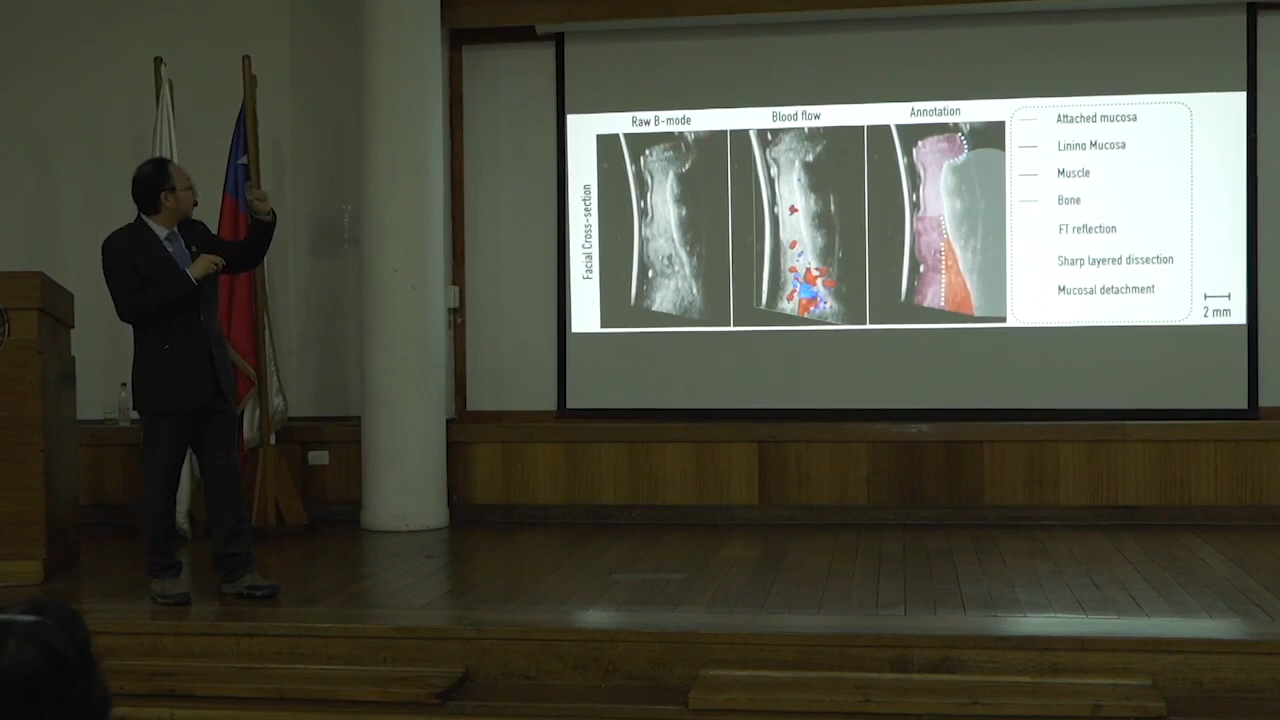 Raw B-mode
Blood flow
Annotation
Facial Cross-section
Attached mucosa
Lining Mucosa
Muscle
Bone
FT reflection
Sharp layered dissection
Mucosal detachment
2 mm